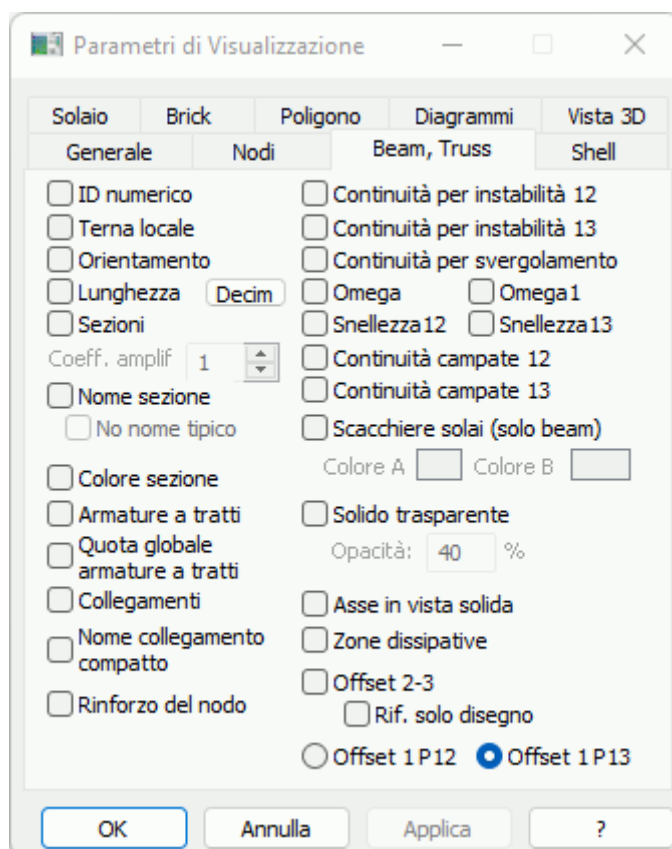 Parametri di Visualizzazione
Solaio Brick Poligono Diagrammi Vista 3D
Generale Nodi Beam, Truss Shell
ID numerico
Terna locale
Orientamento
Lunghezza Decim
Sezioni
Coeff. amplif 1
Nome sezione
No nome tipico
Colore sezione
Armature a tratti
Quota globale
armature a tratti
Collegamenti
Nome collegamento
compatto
Rinforzo del nodo
Continuità per instabilità 12
Continuità per instabilità 13
Continuità per svergolamento
Omega Omega1
Snellezza12 Snellezza13
Continuità campate 12
Continuità campate 13
Scacchiere solai (solo beam)
Colore A Colore B
Solido trasparente
Opacità: 40 %
Asse in vista solida
Zone dissipative
Offset 2-3
Rif. solo disegno
Offset 1 P12 Offset 1 P13
OK Annulla Applica ?